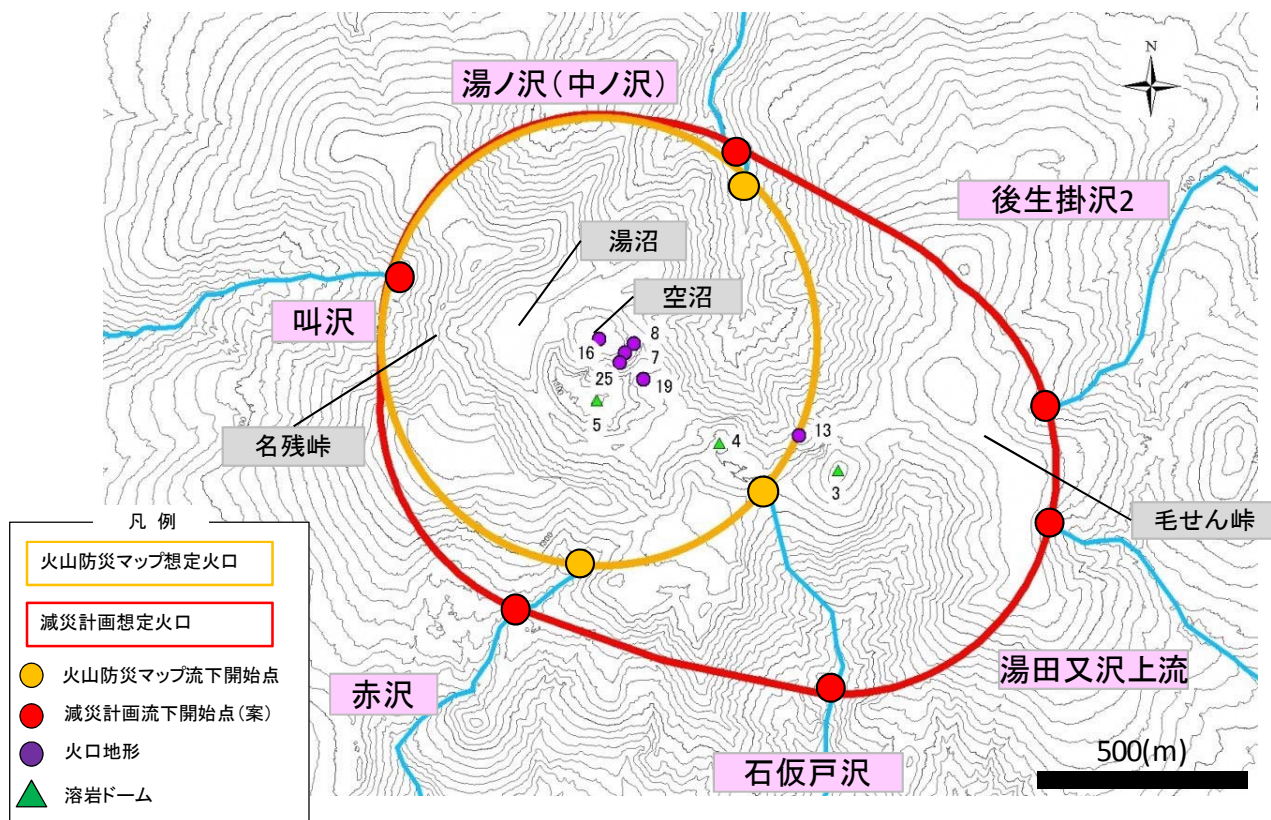 N
湯ノ沢(中ノ沢)
後生掛沢2
1200
湯沼
空沼
叫沢
8
16
7
25
19
1300
5
名残峠
4
13
3
毛せん峠
凡 例
火山防災マップ想定火口
減災計画想定火口
火山防災マップ流下開始点
減災計画流下開始点(案)
火口地形
溶岩ドーム
湯田又沢上流
赤沢
石仮戸沢
500(m)